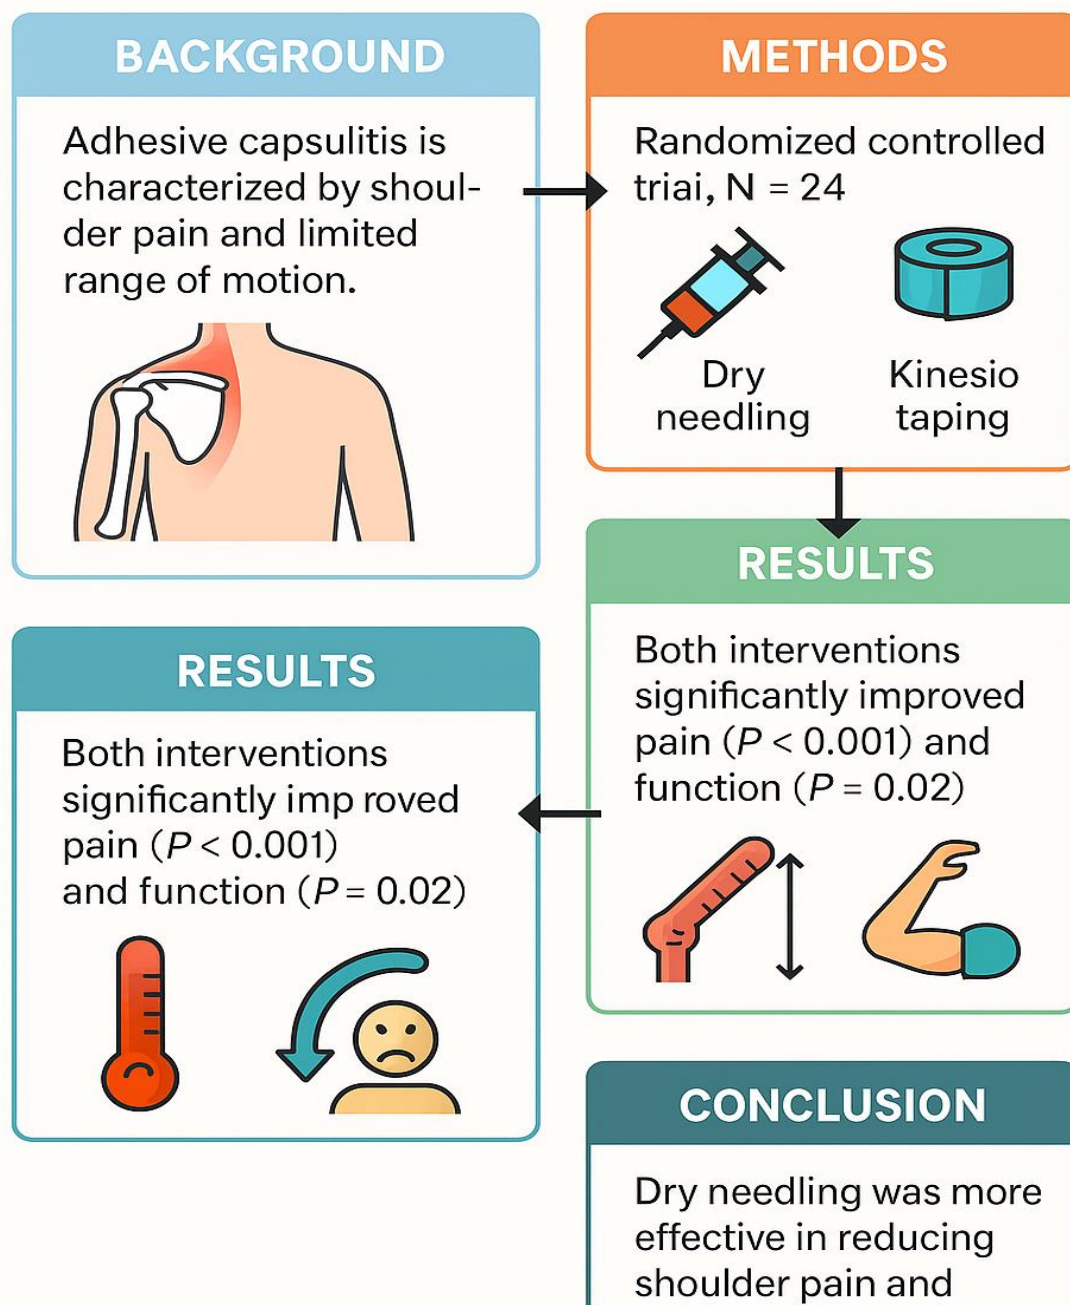 BACKGROUND
Adhesive capsulitis is
characterized by shoul-
der pain and limited
range of motion.
METHODS
Randomized controlled
triai, N = 24
Dry
needling
Kinesio
taping
RESULTS
Both interventions
significantly improved
pain (P < 0.001) and
function (P = 0.02)
RESULTS
Both interventions
significantly imp roved
pain (P < 0.001)
and function (P = 0.02)
CONCLUSION
Dry needling was more
effective in reducing
shoulder pain and